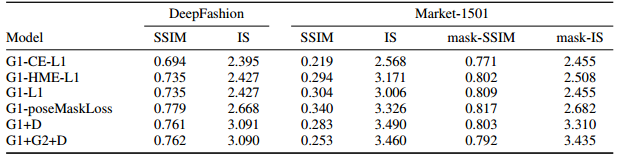 DeepFashion Market-1501
Model SSIM IS SSIM IS mask-SSIM mask-IS
G1-CE-L1 0.694 2.395 0.219 2.568 0.771 2.455
G1-HME-L1 0.735 2.427 0.294 3.171 0.802 2.508
G1-L1 0.735 2.427 0.304 3.006 0.809 2.455
G1-poseMaskLoss 0.779 2.668 0.340 3.326 0.817 2.682
G1+D 0.761 3.091 0.283 3.490 0.803 3.310
G1+G2+D 0.762 3.090 0.253 3.460 0.792 3.435